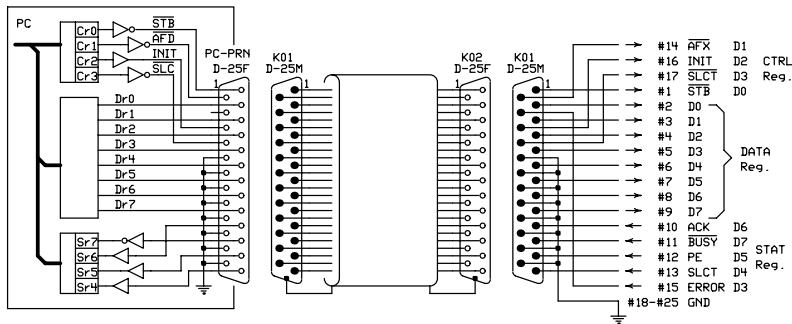 PC
Cr0
Cr1
Cr2
Cr3
STB
AFD
INIT
SLC
PC-PRN
D-25F
1
Dr0
Dr1
Dr2
Dr3
Dr4
Dr5
Dr6
Dr7
Sr7
Sr6
Sr5
Sr4
K01
D-25M
1
K02
D-25F
1
K01
D-25M
1
#14 AFX D1
#16 INIT D2 CTRL
#17 SLCT D3 Reg.
#1 STB D0
#2 D0
#3 D1
#4 D2
#5 D3 DATA
#6 D4 Reg.
#7 D5
#8 D6
#9 D7
#10 ACK D6
#11 BUSY D7
#12 PE D5 STAT
#13 SLCT D4 Reg.
#15 ERROR D3
#18-#25 GND